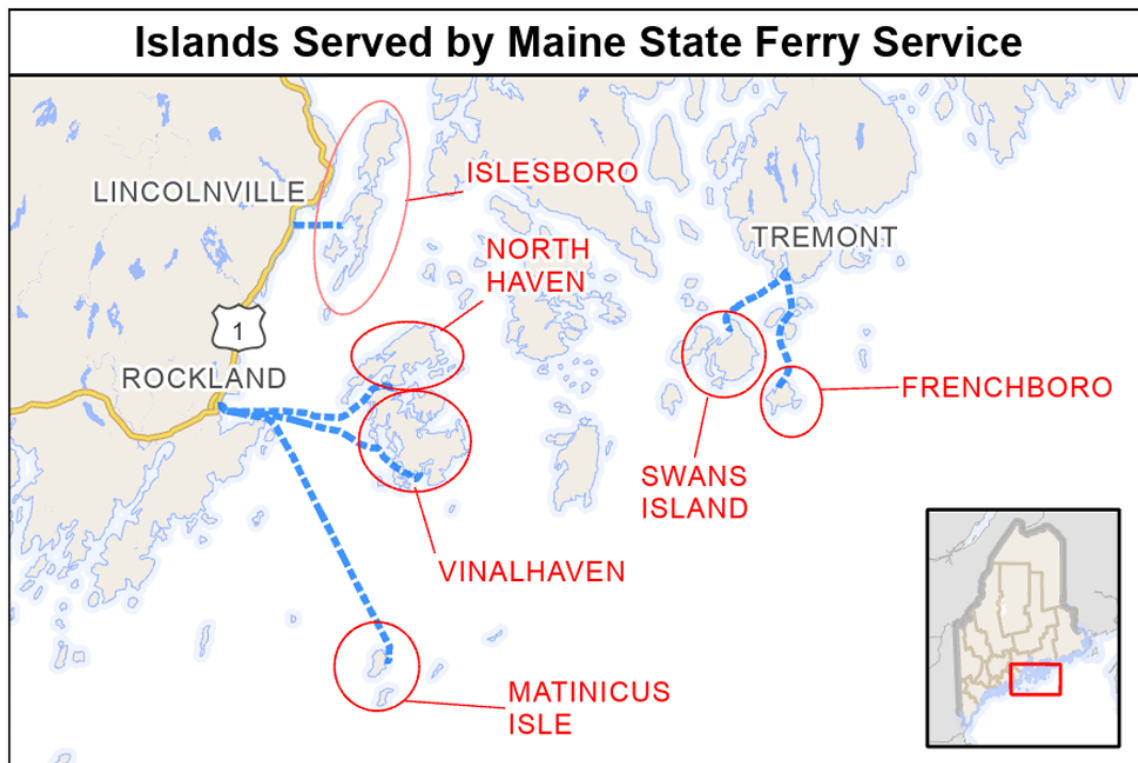 Islands Served by Maine State Ferry Service
ISLESBORO
LINCOLNVILLE
NORTH
HAVEN
TREMONT
1
ROCKLAND
FRENCHBORO
SWANS
ISLAND
VINALHAVEN
MATINICUS
ISLE